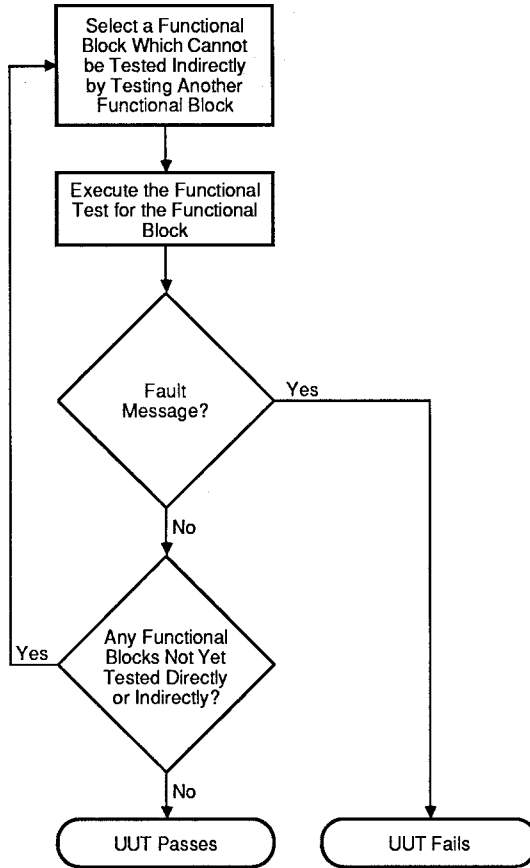 Select a Functional
Block Which Cannot
be Tested Indirectly
by Testing Another
Functional Block
Execute the Functional
Test for the Functional
Block
Fault
Message?
Yes
No
Any Functional
Blocks Not Yet
Tested Directly
or Indirectly?
Yes
No
UUT Passes
UUT Fails